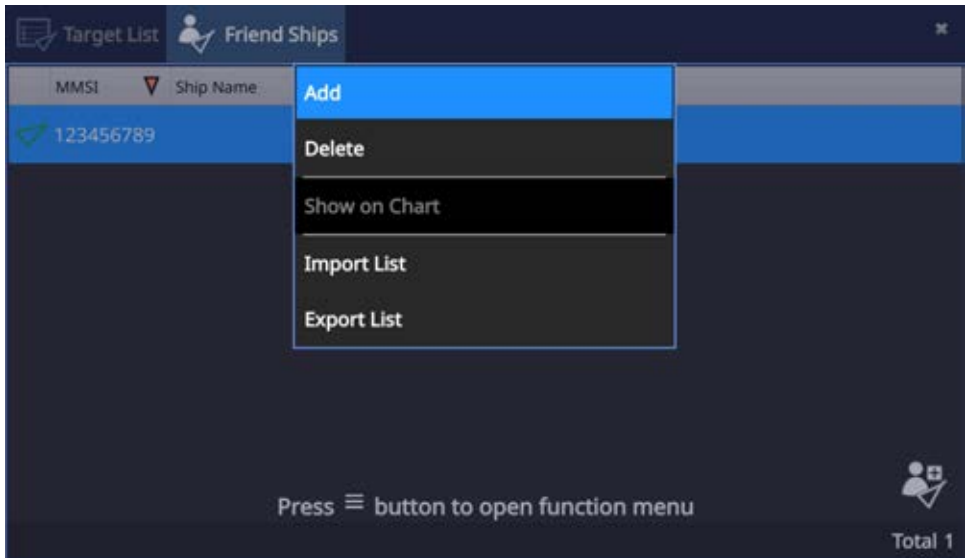 Target List Friend Ships
MMSI Ship Name
Add
123456789
Delete
Show on Chart
Import List
Export List
Press ≡ button to open function menu
Total 1